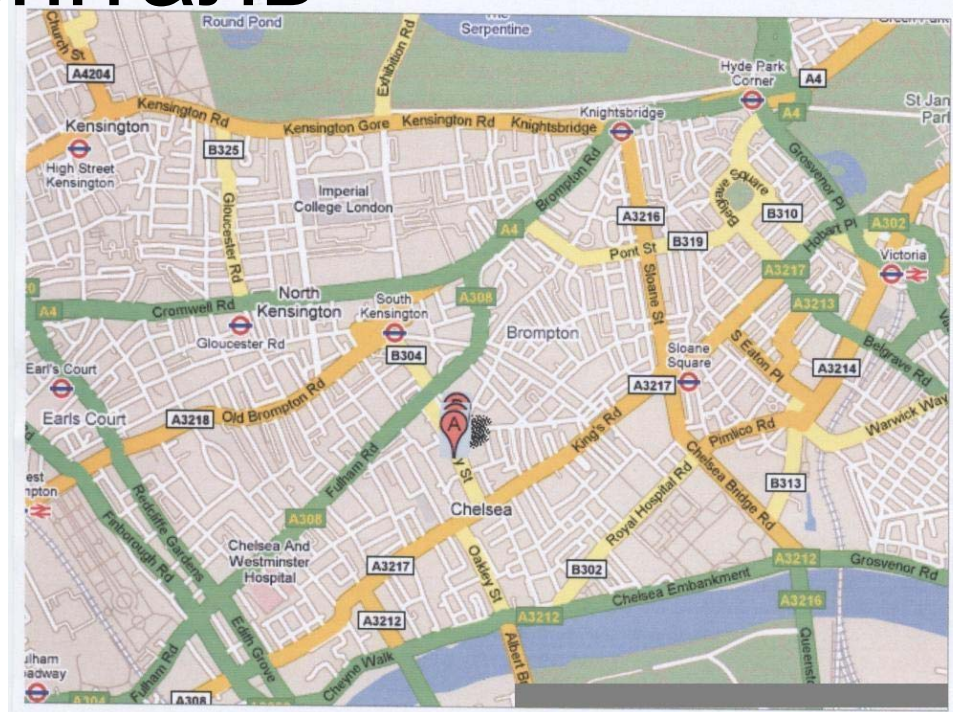 Round Pond
The
Serpentine
Church St
A4204
Exhibition Rd
Hyde Park
Corner
A4
A4
Kensington Rd
Kensington Gore
Kensington Rd
Knightsbridge
Knightsbridge
Kensington
High Street
Kensington
B325
Gloucester Rd
Imperial
College London
Brompton Rd
A3216
Belgrave Square
B310
Grosvenor Pl
Hobart Pl
A302
A4
Pont St
B319
Victoria
A3217
A4
Cromwell Rd
North
Kensington
South
Kensington
A308
Sloane St
A3213
Gloucester Rd
B304
Brompton
Sloane
Square
S Eaton Pl
Belgrave Rd
Earl's Court
Earls Court
A3217
A3214
A3218
Old Brompton Rd
A
King's Rd
Pimlico Rd
Warwick Way
Fulham Rd
Chelsea Bridge Rd
y St
Royal Hospital Rd
B313
Redcliffe Gardens
Finborough Rd
A308
Chelsea
Chelsea And
Westminster
Hospital
A3217
Oakley St
B302
A3212
Grosvenor Rd
Chelsea Embankment
A3216
A3212
A3212
Edith Grove
Cheyne Walk
Albert Br
Queenst
Fulham Rd
A304
A308